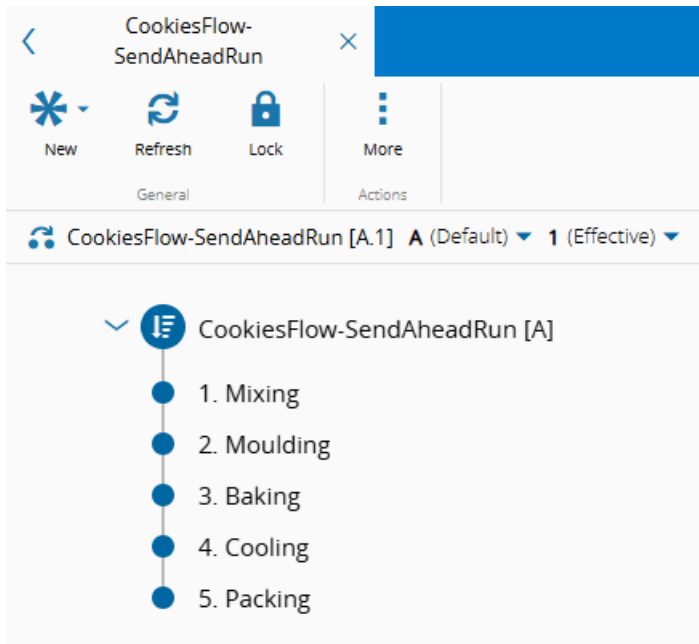 CookiesFlow-
SendAheadRun
New
Refresh
Lock
More
General
Actions
CookiesFlow-SendAheadRun [A.1] A (Default) 1 (Effective)
CookiesFlow-SendAheadRun [A]
1. Mixing
2. Moulding
3. Baking
4. Cooling
5. Packing